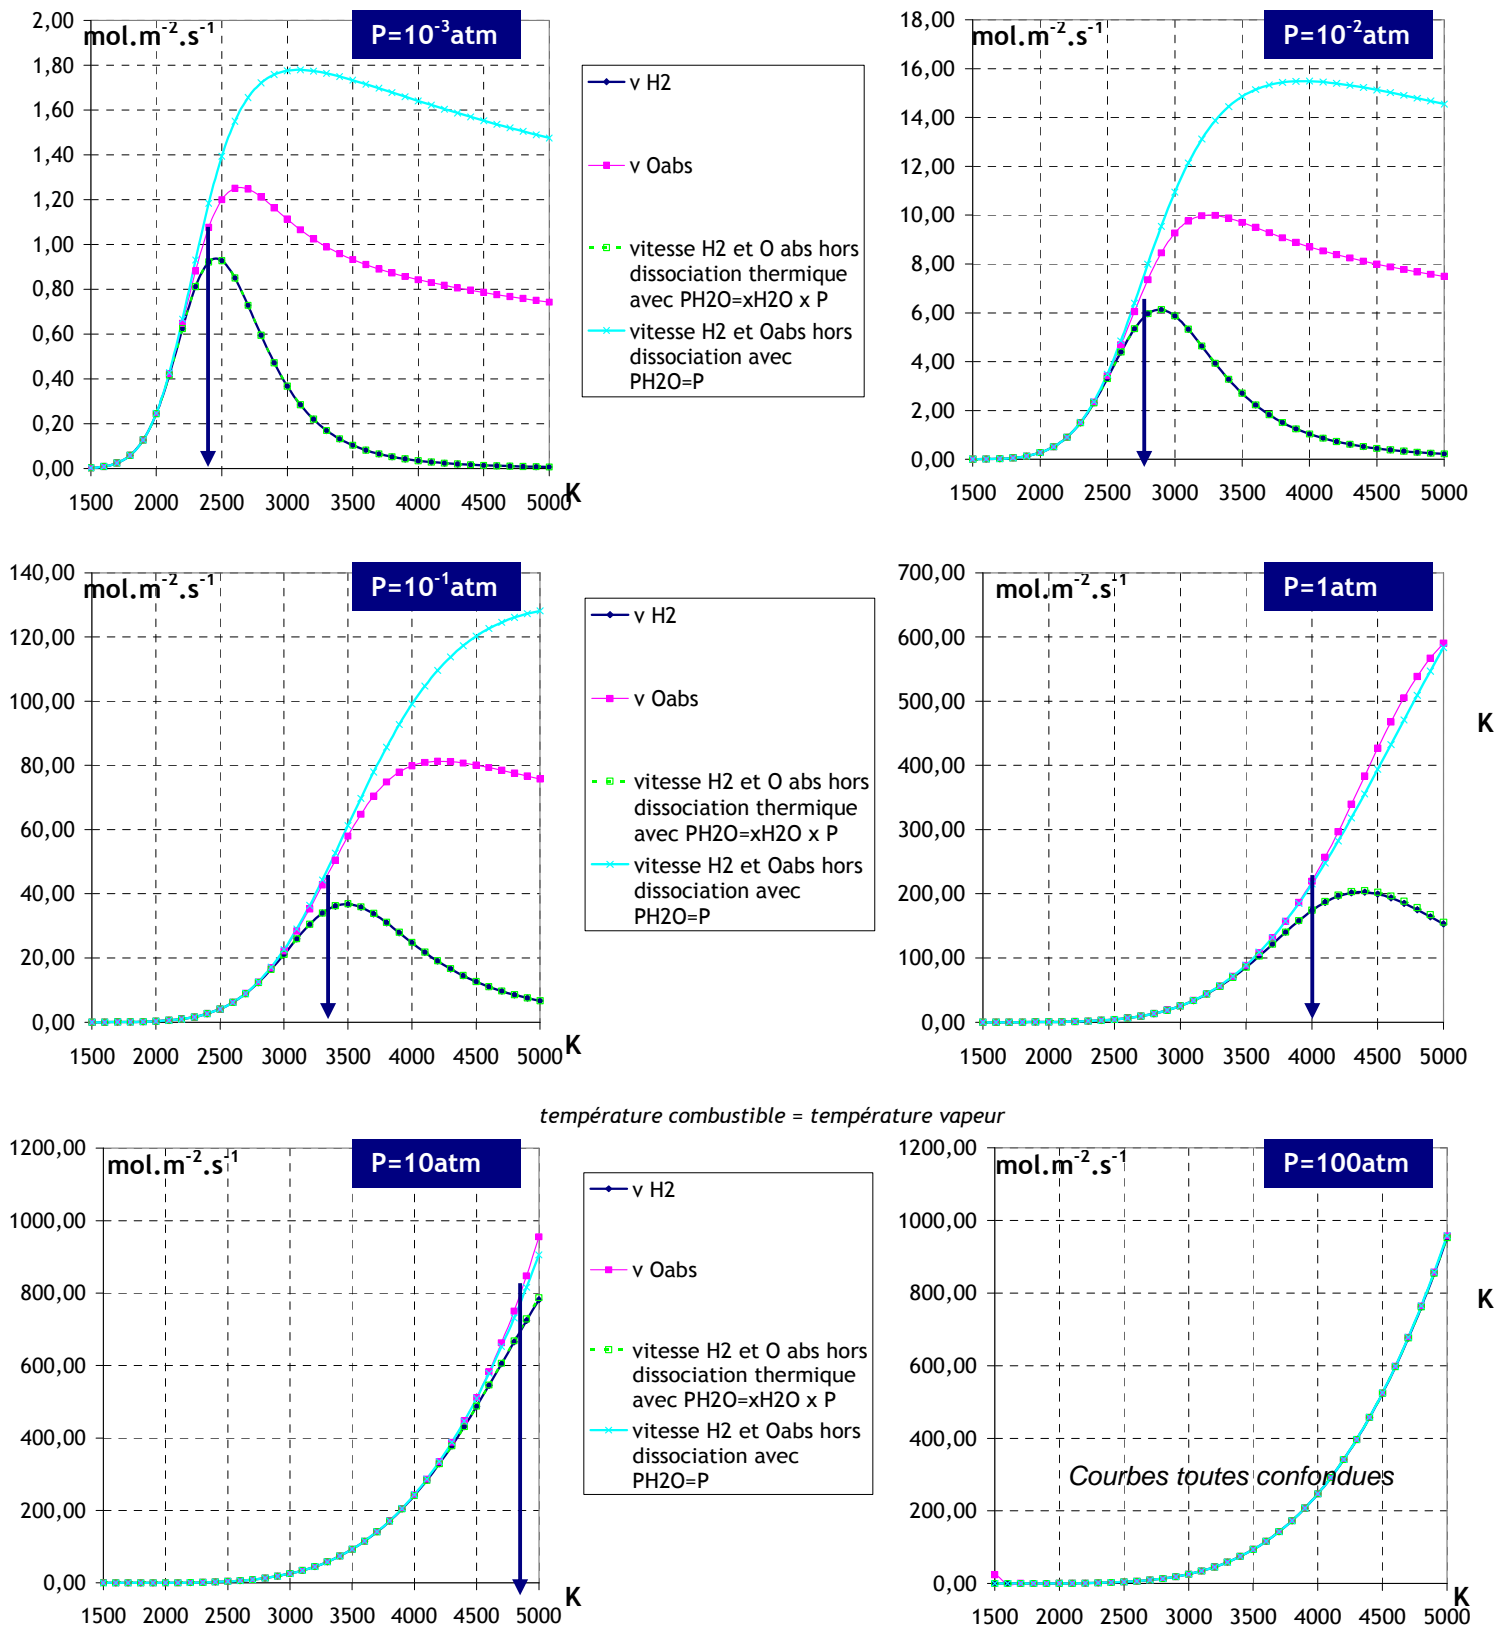 mol.m-2.s-1
P=10-3atm
2,00
1,80
1,60
1,40
1,20
1,00
0,80
0,60
0,40
0,20
0,00
1500 2000 2500 3000 3500 4000 4500 5000
K
v H2
v Oabs
vitesse H2 et O abs hors
dissociation thermique
avec PH2O=xH2O x P
vitesse H2 et Oabs hors
dissociation avec
PH2O=P
mol.m-2.s-1
P=10-2atm
18,00
16,00
14,00
12,00
10,00
8,00
6,00
4,00
2,00
0,00
1500 2000 2500 3000 3500 4000 4500 5000
mol.m-2.s-1
P=10-1atm
140,00
120,00
100,00
80,00
60,00
40,00
20,00
0,00
1500 2000 2500 3000 3500 4000 4500 5000
K
v H2
v Oabs
vitesse H2 et O abs hors
dissociation thermique
avec PH2O=xH2O x P
vitesse H2 et Oabs hors
dissociation avec
PH2O=P
mol.m-2.s-1
P=1atm
700,00
600,00
500,00
400,00
300,00
200,00
100,00
0,00
1500 2000 2500 3000 3500 4000 4500 5000
K
température combustible = température vapeur
mol.m-2.s-1
P=10atm
1200,00
1000,00
800,00
600,00
400,00
200,00
0,00
1500 2000 2500 3000 3500 4000 4500 5000
K
v H2
v Oabs
vitesse H2 et O abs hors
dissociation thermique
avec PH2O=xH2O x P
vitesse H2 et Oabs hors
dissociation avec
PH2O=P
mol.m-2.s-1
P=100atm
1200,00
1000,00
800,00
600,00
400,00
200,00
0,00
Courbes toutes confondues
1500 2000 2500 3000 3500 4000 4500 5000
K
K